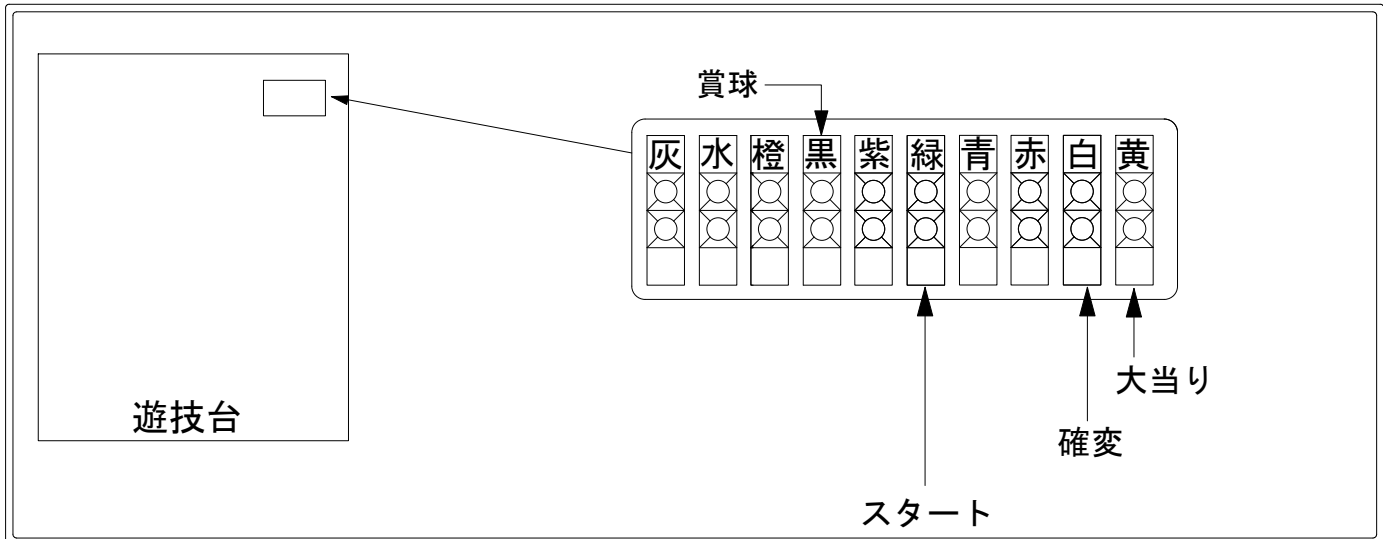 賞球
灰 水 橙 黒 紫 緑 青 赤 白 黄
大当り
遊技台
確変
スタート